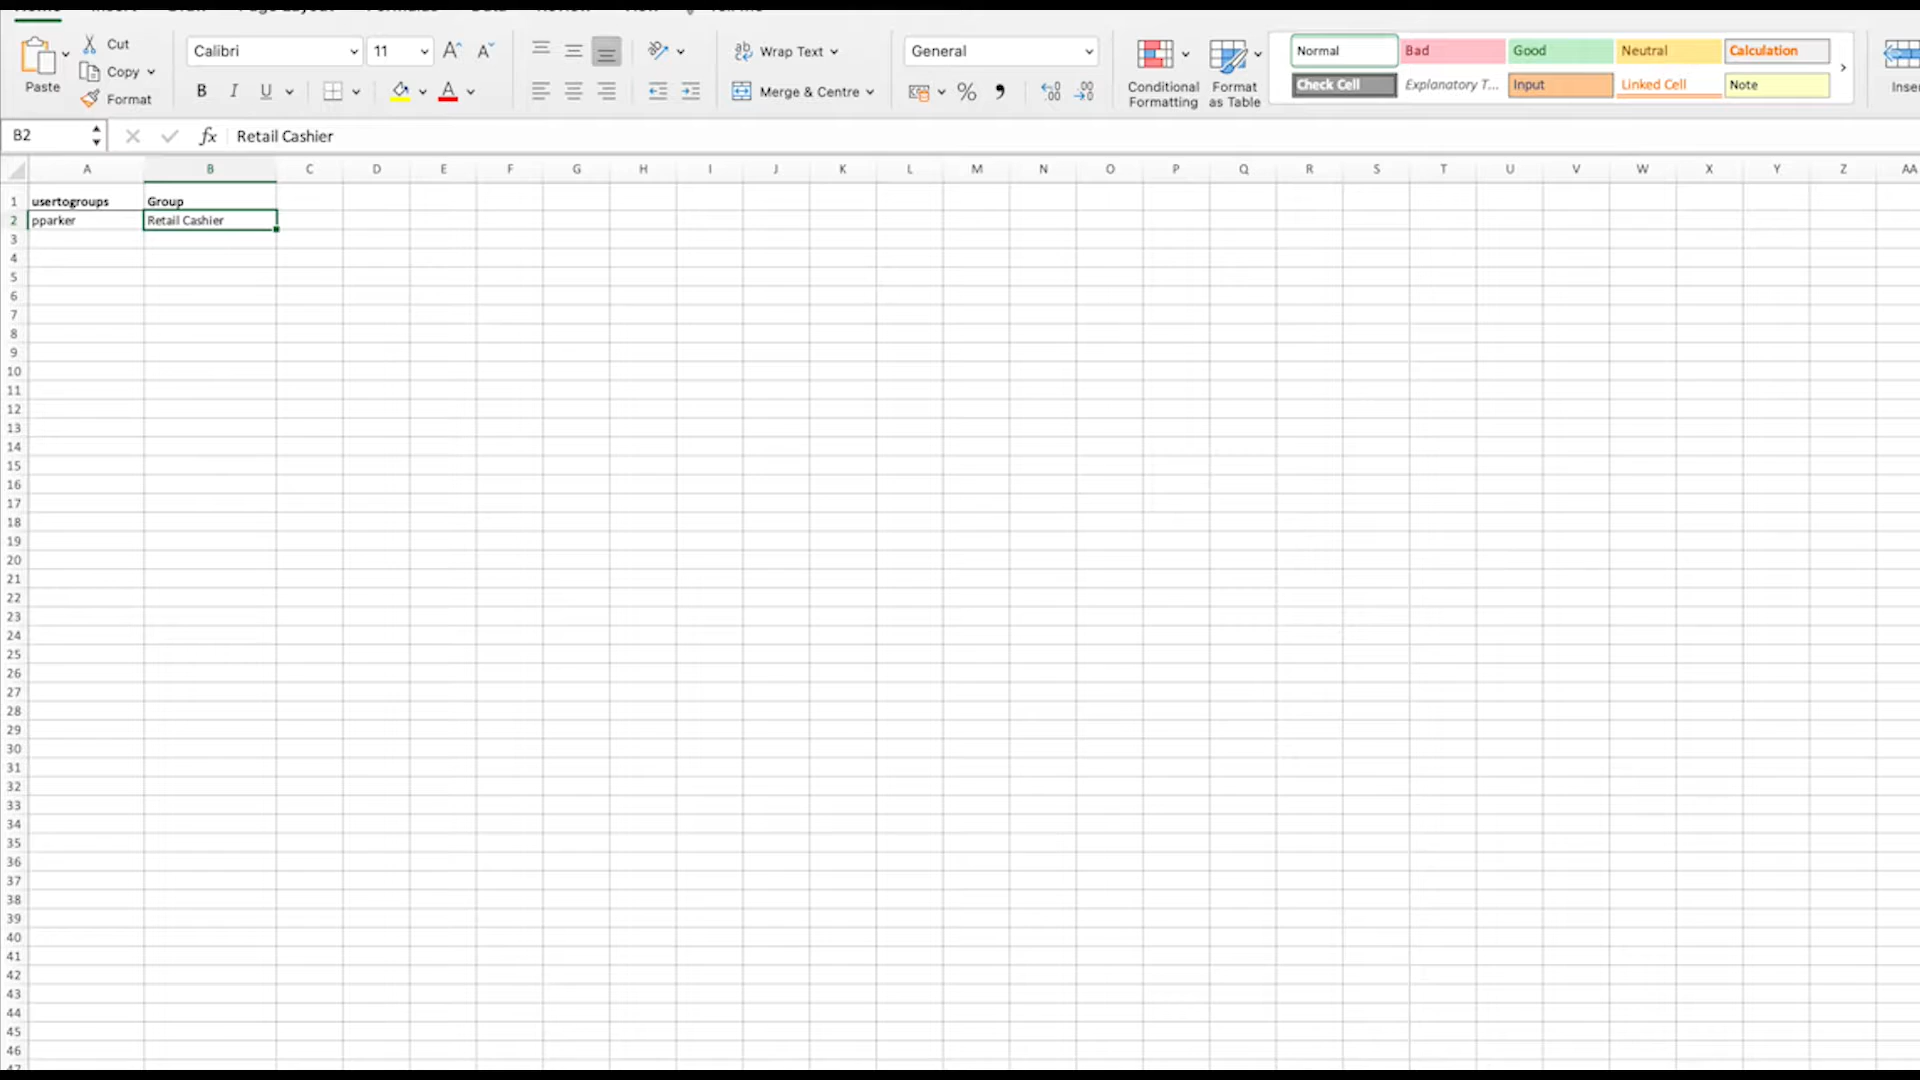 Cut
Copy
Format
Paste
Calibri
11
A A
B I U A
Wrap Text
Merge & Centre
General
%
Conditional
Formatting
Format
as Table
Normal
Bad
Good
Neutral
Calculation
Check Cell
Explanatory T...
Input
Linked Cell
Note
B2
fx
Retail Cashier
A B C D E F G H I J K L M N O P Q R S T U V W X Y Z AA
1 usertogroups Group
2 pparker Retail Cashier
3
4
5
6
7
8
9
10
11
12
13
14
15
16
17
18
19
20
21
22
23
24
25
26
27
28
29
30
31
32
33
34
35
36
37
38
39
40
41
42
43
44
45
46